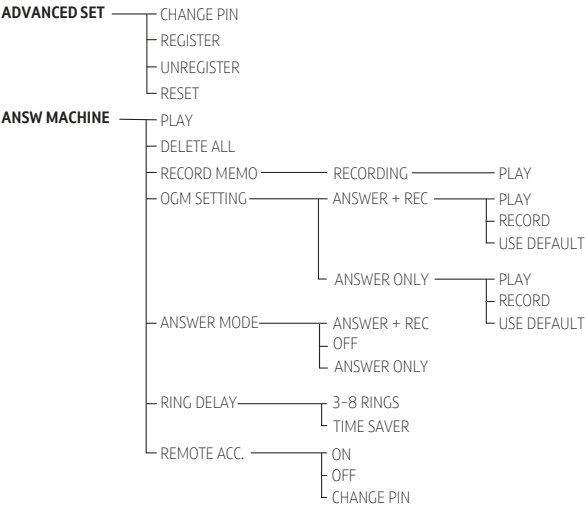 ADVANCED SET CHANGE PIN
REGISTER
UNREGISTER
RESET
ANSW MACHINE PLAY
DELETE ALL
RECORD MEMO RECORDING PLAY
OGM SETTING ANSWER + REC PLAY
RECORD
USE DEFAULT
ANSWER ONLY PLAY
RECORD
ANSWER MODE ANSWER + REC USE DEFAULT
OFF
ANSWER ONLY
RING DELAY 3-8 RINGS
TIME SAVER
REMOTE ACC. ON
OFF
CHANGE PIN